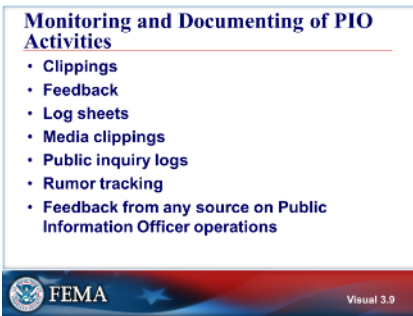 Monitoring and Documenting of PIO
Activities
• Clippings
• Feedback
• Log sheets
• Media clippings
• Public inquiry logs
• Rumor tracking
• Feedback from any source on Public
Information Officer operations
FEMA
Visual 3.9